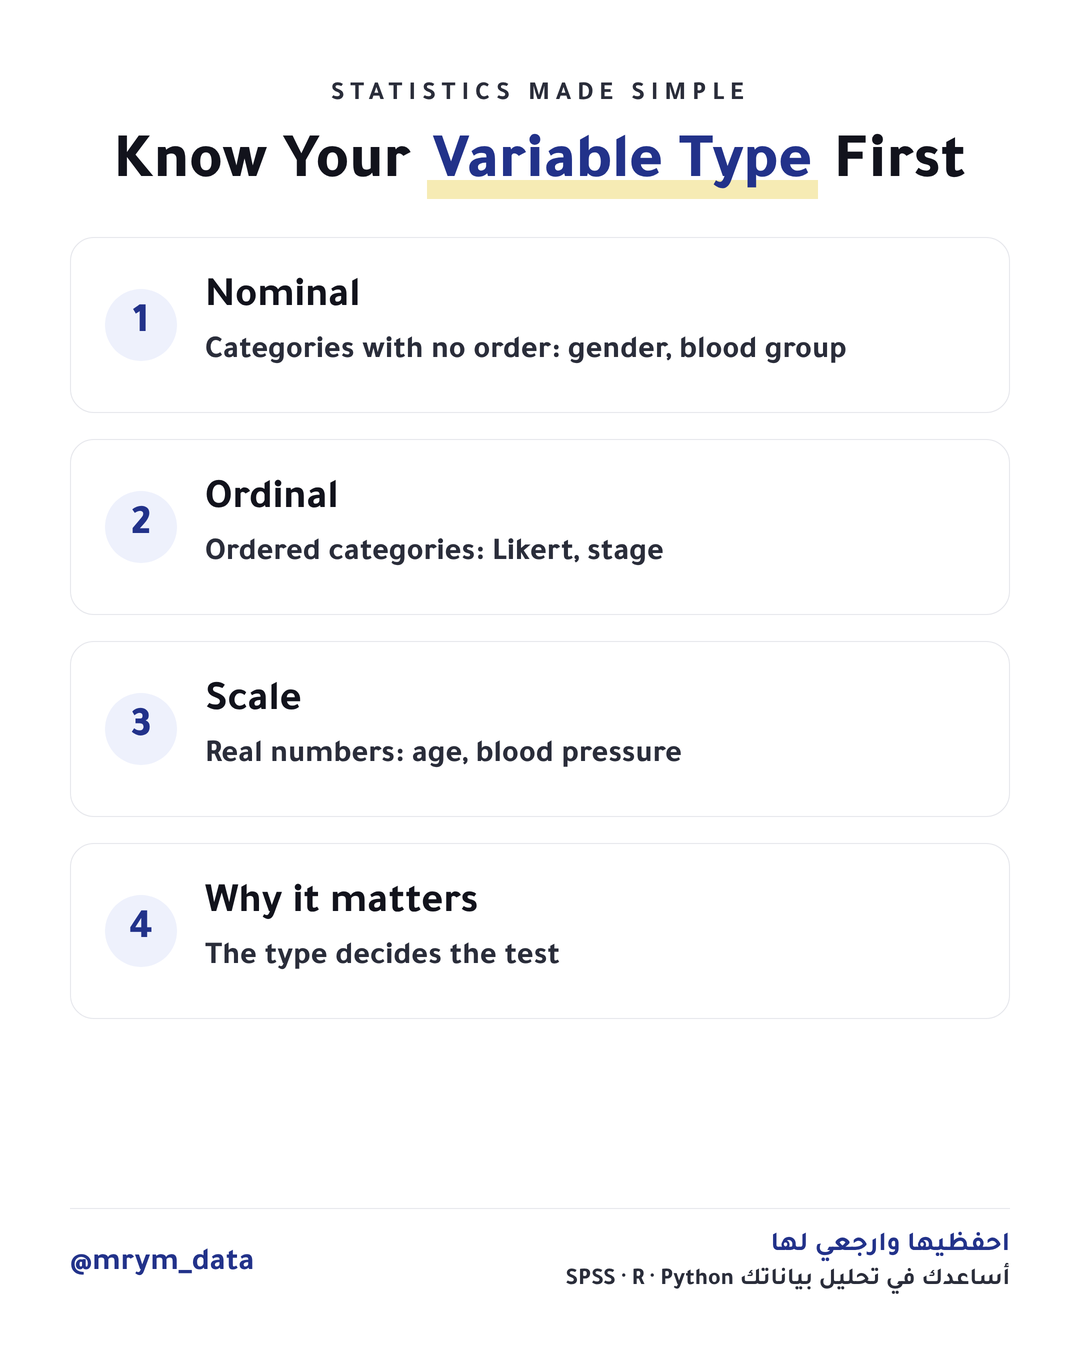 STATISTICS MADE SIMPLE
Know Your Variable Type First
1
Nominal
Categories with no order: gender, blood group
2
Ordinal
Ordered categories: Likert, stage
3
Scale
Real numbers: age, blood pressure
4
Why it matters
The type decides the test
@mrym_data
احفظيها وارجعي لها
أساعدك في تحليل بياناتك SPSS · R · Python